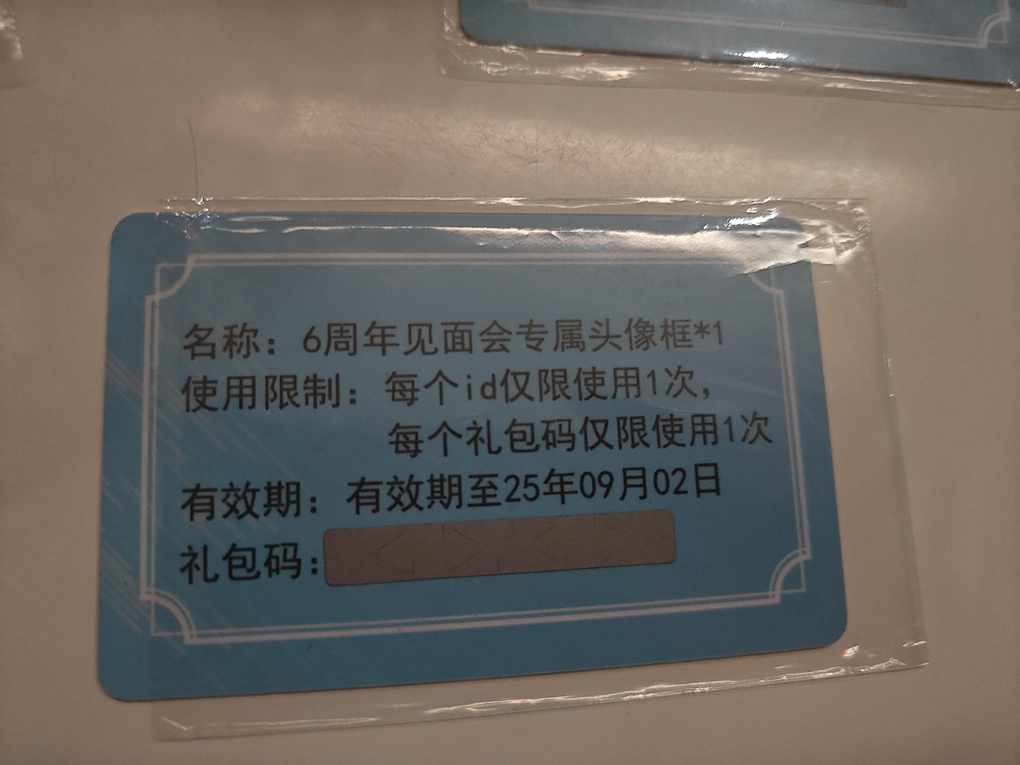 名称：6周年见面会专属头像框*1
使用限制：每个id仅限使用1次，
每个礼包码仅限使用1次
有效期：有效期至25年09月02日
礼包码：